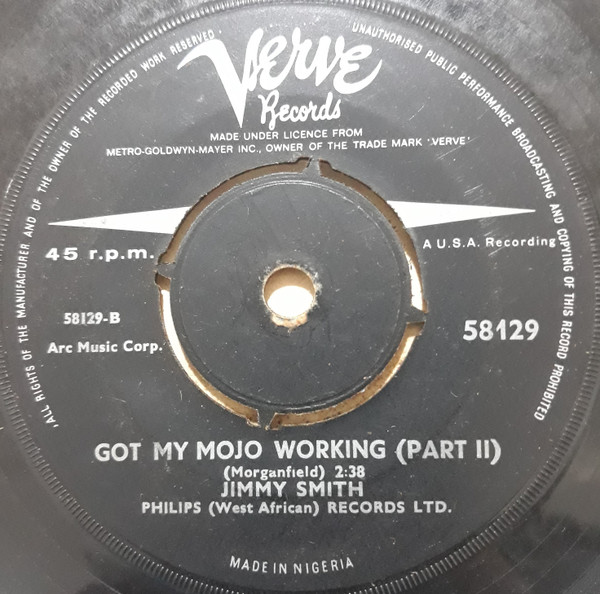 ALL RIGHTS OF THE MANUFACTURER AND OF THE OWNER OF THE RECORDED WORK RESERVED
UNAUTHORISED PUBLIC PERFORMANCE BROADCASTING AND COPYING OF THIS RECORD PROHIBITED
Verve
Records
MADE UNDER LICENCE FROM
METRO-GOLDWYN-MAYER INC., OWNER OF THE TRADE MARK 'VERVE'
45 r.p.m.
A U.S.A. Recording
58129-B
Arc Music Corp.
58129
GOT MY MOJO WORKING (PART II)
(Morganfield) 2:38
JIMMY SMITH
PHILIPS (West African) RECORDS LTD.
MADE IN NIGERIA